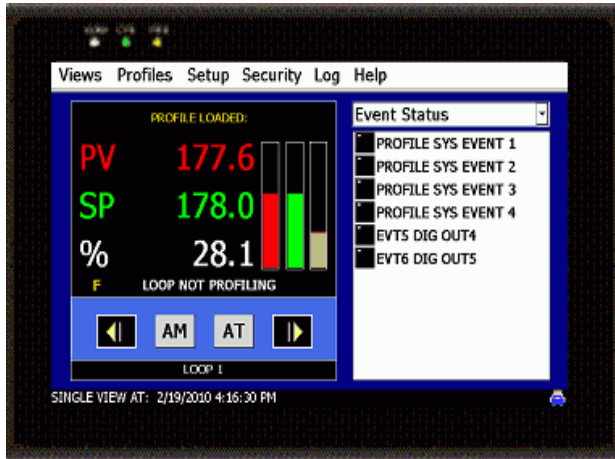 Views Profiles Setup Security Log Help
PROFILE LOADED:
PV 177.6
SP 178.0
% 28.1
F LOOP NOT PROFILING
AM AT
LOOP 1
Event Status
PROFILE SYS EVENT 1
PROFILE SYS EVENT 2
PROFILE SYS EVENT 3
PROFILE SYS EVENT 4
EVT5 DIG OUT4
EVT6 DIG OUT5
SINGLE VIEW AT: 2/19/2010 4:16:30 PM